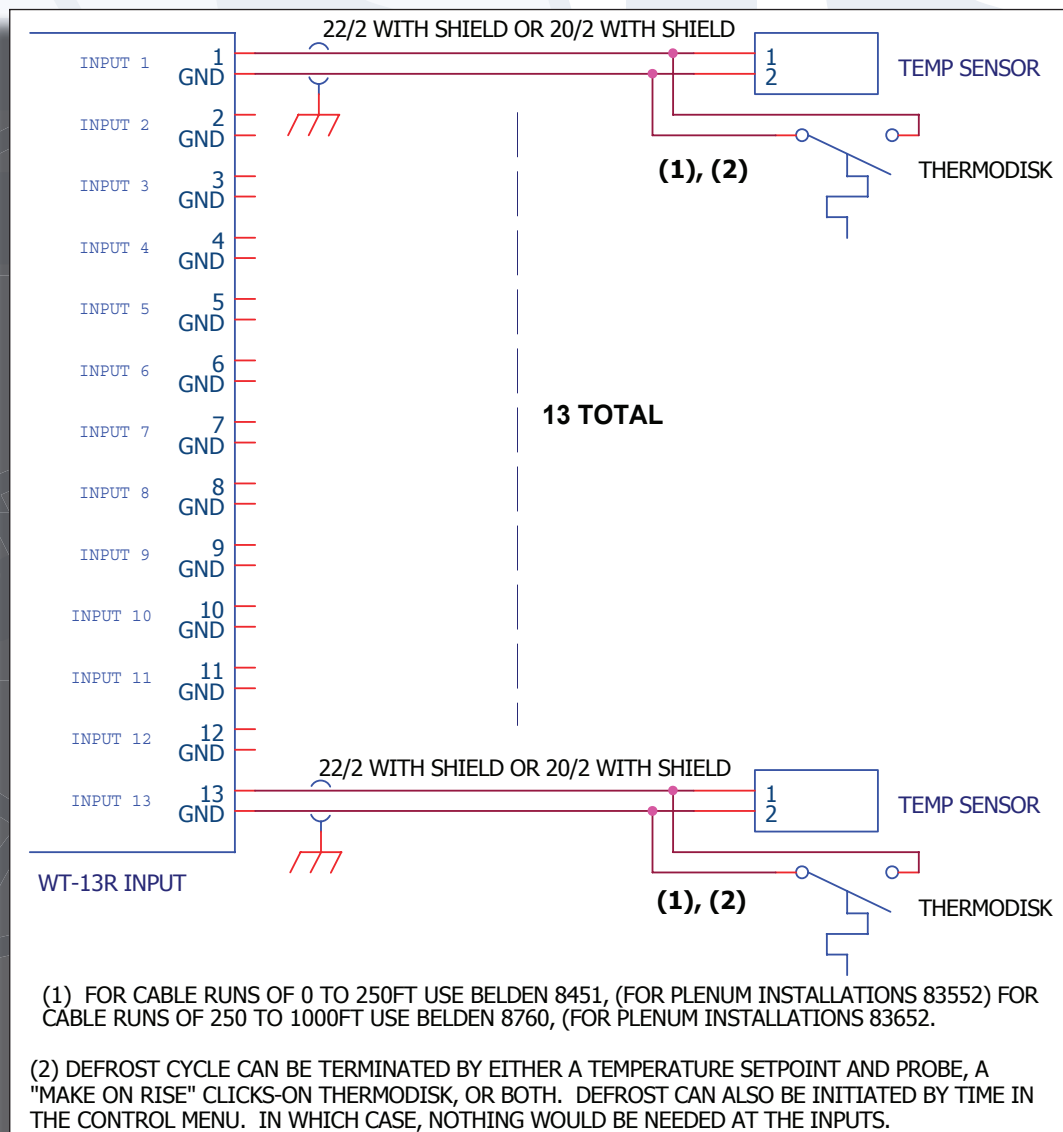 22/2 WITH SHIELD OR 20/2 WITH SHIELD
INPUT 1 1
GND
1
2
TEMP SENSOR
INPUT 2 2
GND
(1), (2)
THERMODISK
INPUT 3 3
GND
INPUT 4 4
GND
INPUT 5 5
GND
INPUT 6 6
GND
INPUT 7 7
GND
13 TOTAL
INPUT 8 8
GND
INPUT 9 9
GND
INPUT 10 10
GND
INPUT 11 11
GND
INPUT 12 12
GND
22/2 WITH SHIELD OR 20/2 WITH SHIELD
INPUT 13 13
GND
1
2
TEMP SENSOR
WT-13R INPUT
(1), (2)
THERMODISK
(1) FOR CABLE RUNS OF 0 TO 250FT USE BELDEN 8451, (FOR PLENUM INSTALLATIONS 83552) FOR
CABLE RUNS OF 250 TO 1000FT USE BELDEN 8760, (FOR PLENUM INSTALLATIONS 83652.
(2) DEFROST CYCLE CAN BE TERMINATED BY EITHER A TEMPERATURE SETPOINT AND PROBE, A
"MAKE ON RISE" CLICKS-ON THERMODISK, OR BOTH. DEFROST CAN ALSO BE INITIATED BY TIME IN
THE CONTROL MENU. IN WHICH CASE, NOTHING WOULD BE NEEDED AT THE INPUTS.